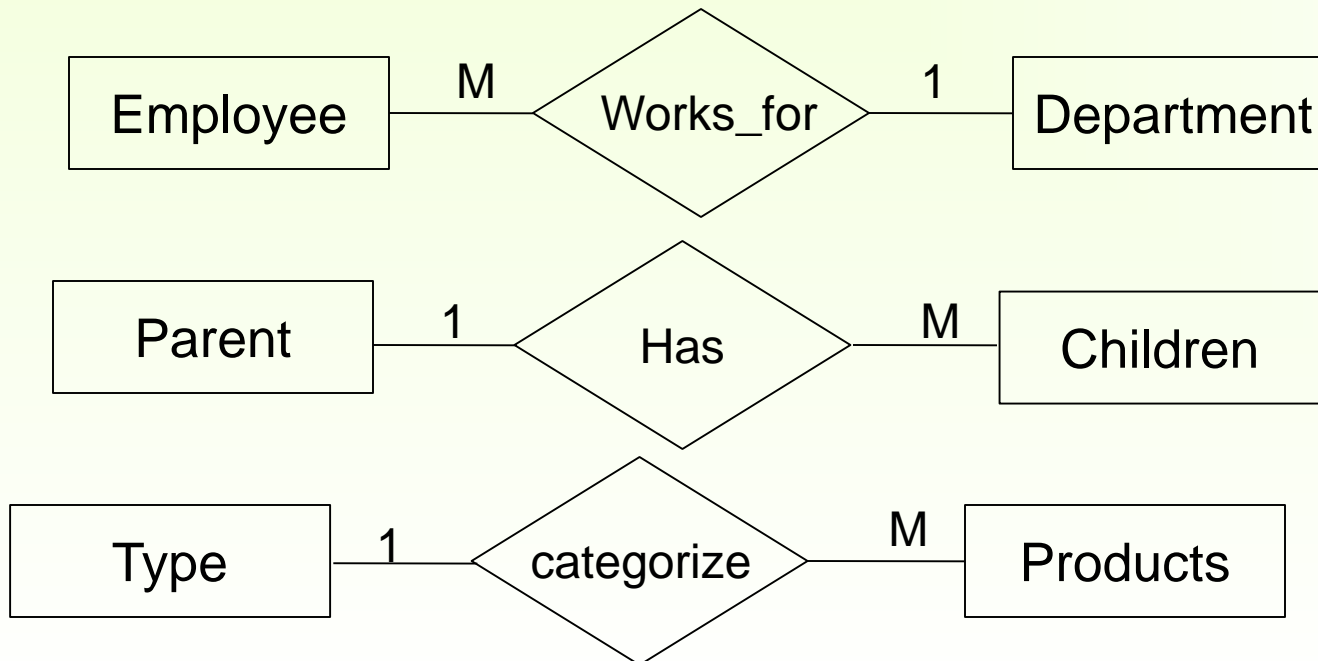 Employee M Works_for 1 Department
Parent 1 Has M Children
Type 1 categorize M Products